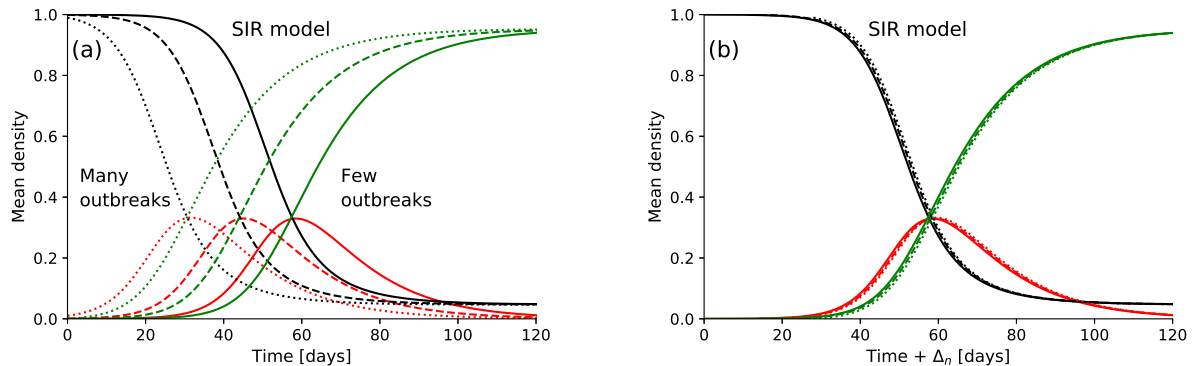 SIR model
(a)
1.0
0.8
0.6
0.4
0.2
0.0
Mean density
Many
outbreaks
Few
outbreaks
0 20 40 60 80 100 120
Time [days]
SIR model
(b)
1.0
0.8
0.6
0.4
0.2
0.0
Mean density
0 20 40 60 80 100 120
Time + Δₙ [days]